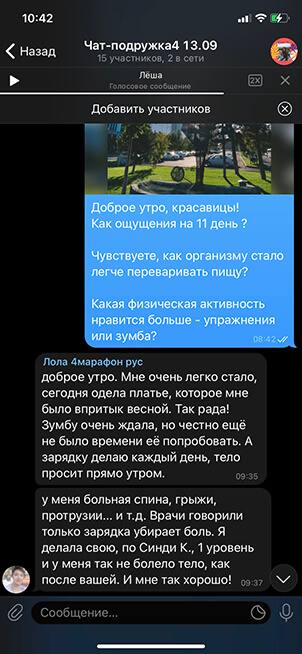 10:42
Назад
Чат-подружка4 13.09
15 участников, 2 в сети
Лёша
Голосовое сообщение
2X
Добавить участников
Доброе утро, красавицы!
Как ощущения на 11 день ?
Чувствуете, как организму стало
легче переваривать пищу?
Какая физическая активность
нравится больше - упражнения
или зумба?
08:42
Лола 4марафон рус
доброе утро. Мне очень легко стало,
сегодня одела платье, которое мне
было впритык весной. Так рада!
Зумбу очень ждала, но честно ещё
не было времени её попробовать. А
зарядку делаю каждый день, тело
просит прямо утром.
09:35
у меня больная спина, грыжи,
протрузии... и т.д. Врачи говорили
только зарядка убирает боль. Я
делала свою, по Синди К., 1 уровень
и у меня так не болело тело, как
после вашей. И мне так хорошо!
09:37
Сообщение...